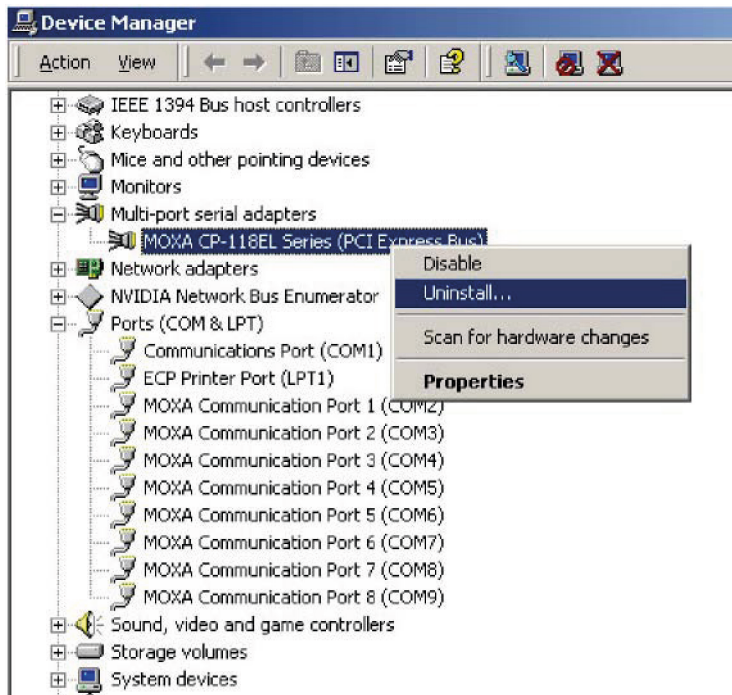 Device Manager
Action View
IEEE 1394 Bus host controllers
Keyboards
Mice and other pointing devices
Monitors
Multi-port serial adapters
MOXA CP-118EL Series (PCI Express Bus)
Disable
Network adapters
Uninstall...
NVIDIA Network Bus Enumerator
Ports (COM & LPT)
Scan for hardware changes
Communications Port (COM1)
ECP Printer Port (LPT1)
Properties
MOXA Communication Port 1 (COM2)
MOXA Communication Port 2 (COM3)
MOXA Communication Port 3 (COM4)
MOXA Communication Port 4 (COM5)
MOXA Communication Port 5 (COM6)
MOXA Communication Port 6 (COM7)
MOXA Communication Port 7 (COM8)
MOXA Communication Port 8 (COM9)
Sound, video and game controllers
Storage volumes
System devices